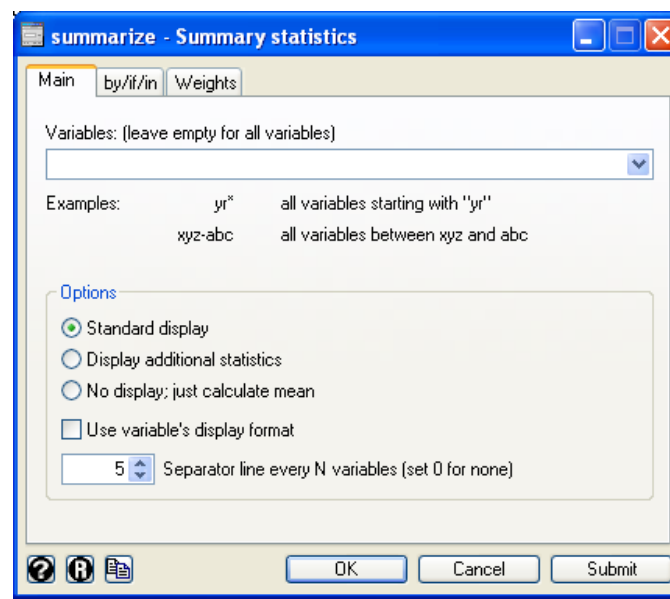 summarize - Summary statistics
Main by/if/in Weights
Variables: (leave empty for all variables)
Examples: yr* all variables starting with "yr"
xyz-abc all variables between xyz and abc
Options
Standard display
Display additional statistics
No display; just calculate mean
Use variable's display format
5 Separator line every N variables (set 0 for none)
? R OK Cancel Submit